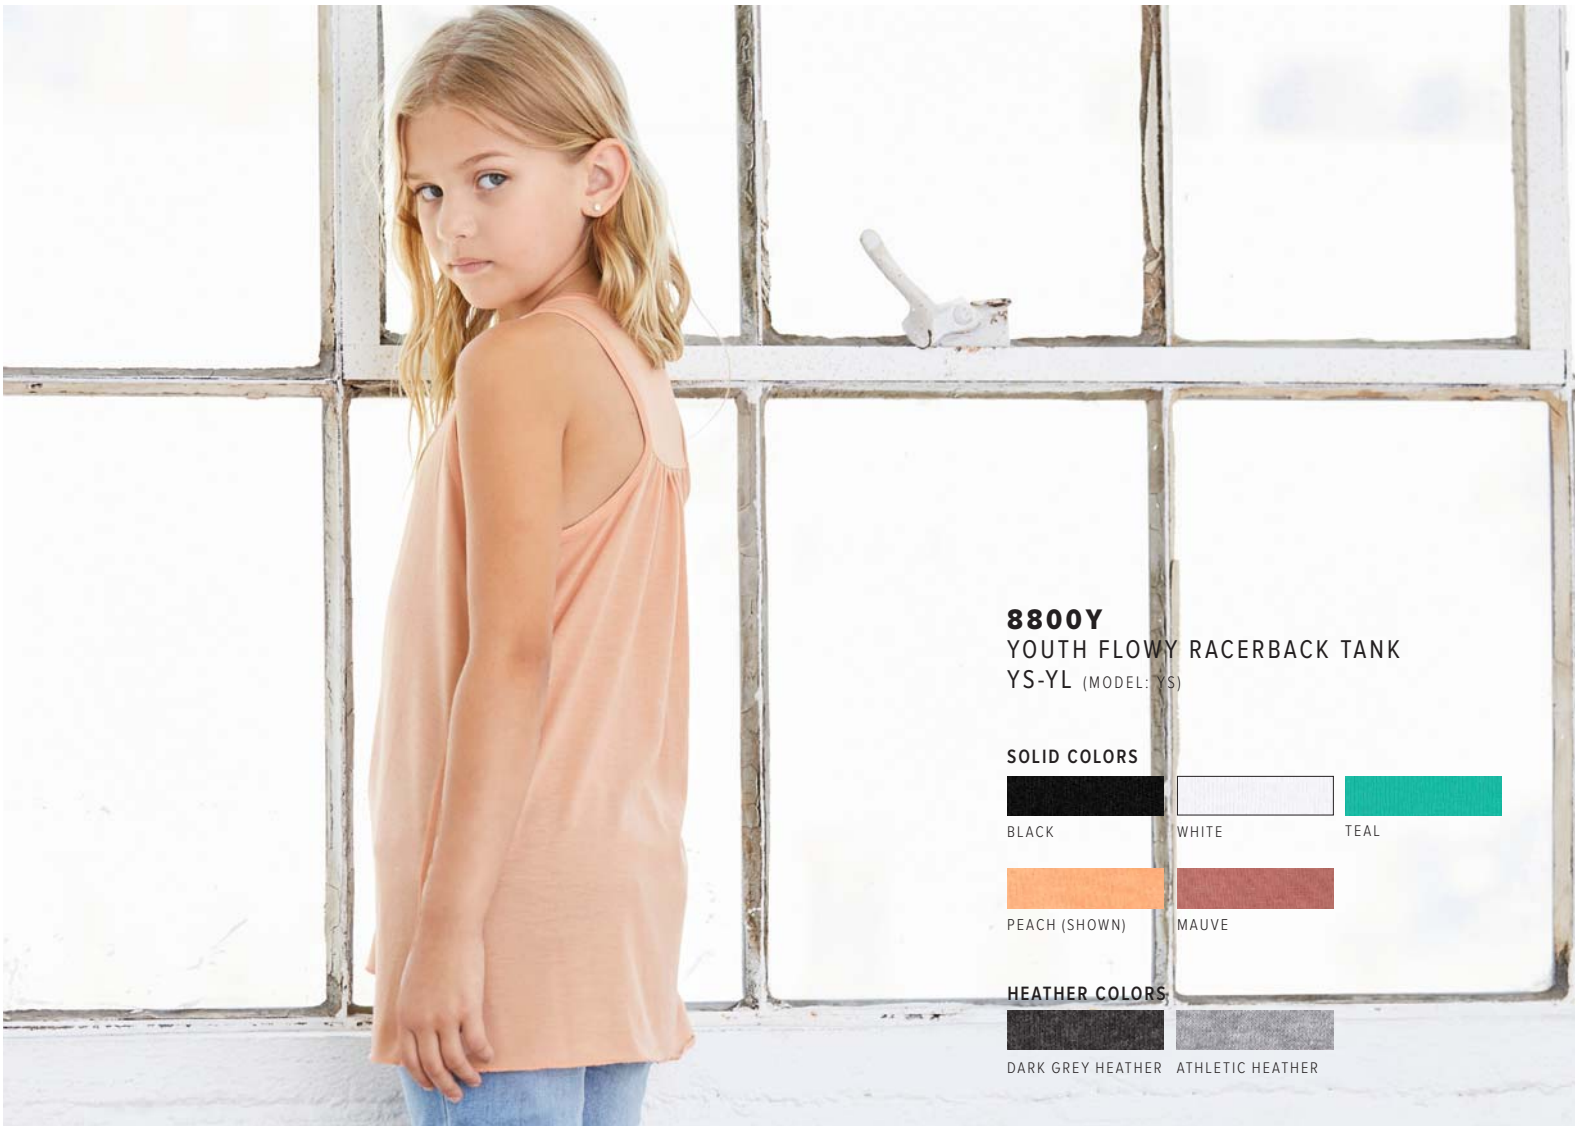 8800Y
YOUTH FLOWY RACERBACK TANK
YS-YL (MODEL: YS)
SOLID COLORS
BLACK WHITE TEAL
PEACH (SHOWN) MAUVE
HEATHER COLORS
DARK GREY HEATHER ATHLETIC HEATHER